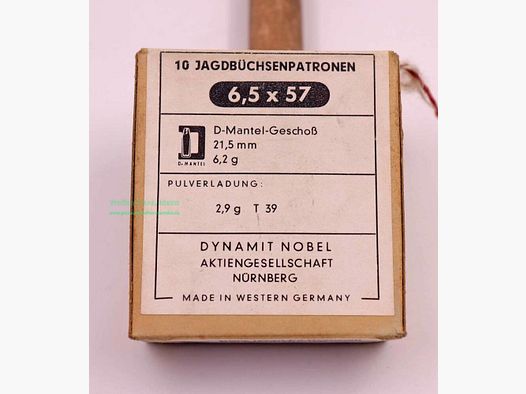 10 JAGDBÜCHSENPATRONEN
6,5 x 57
D-Mantel-Geschoß
21,5 mm
6,2 g
D-MANTEL
PULVERLADUNG:
2,9 g T 39
DYNAMIT NOBEL
AKTIENGESELLSCHAFT
NÜRNBERG
MADE IN WESTERN GERMANY